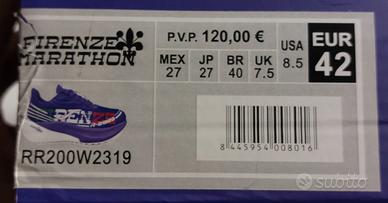 FIRENZE
MARATHON
P.V.P. 120,00 €
MEX
27
JP
27
BR
40
UK
7.5
USA
8.5
EUR
42
RENZE
RR200W2319
8 445954 008016
subito